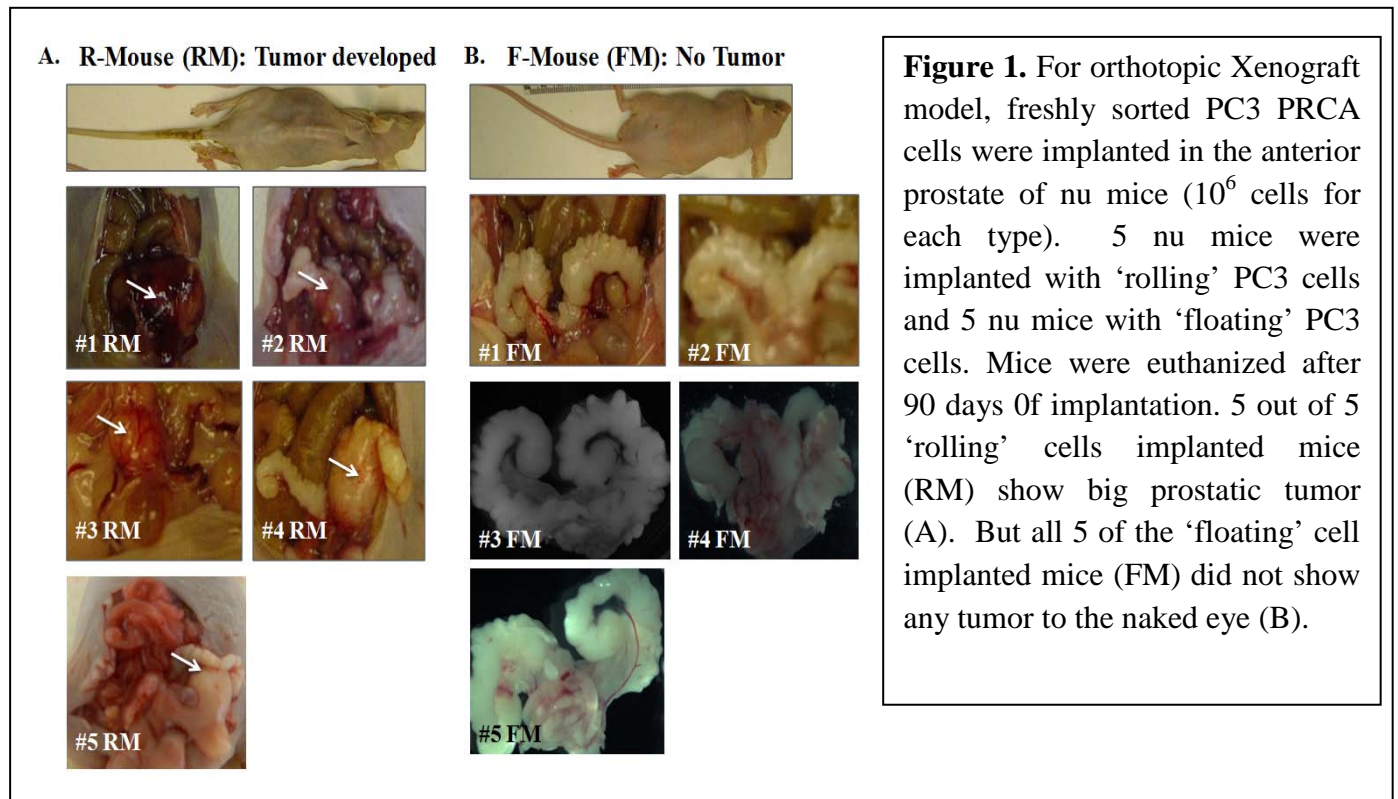 A. R-Mouse (RM): Tumor developed
B. F-Mouse (FM): No Tumor
#1 RM
#2 RM
#3 RM
#4 RM
#5 RM
#1 FM
#2 FM
#3 FM
#4 FM
#5 FM
Figure 1. For orthotopic Xenograft
model, freshly sorted PC3 PRCA
cells were implanted in the anterior
prostate of nu mice (10⁶ cells for
each type). 5 nu mice were
implanted with ‘rolling’ PC3 cells
and 5 nu mice with ‘floating’ PC3
cells. Mice were euthanized after
90 days 0f implantation. 5 out of 5
‘rolling’ cells implanted mice
(RM) show big prostatic tumor
(A). But all 5 of the ‘floating’ cell
implanted mice (FM) did not show
any tumor to the naked eye (B).